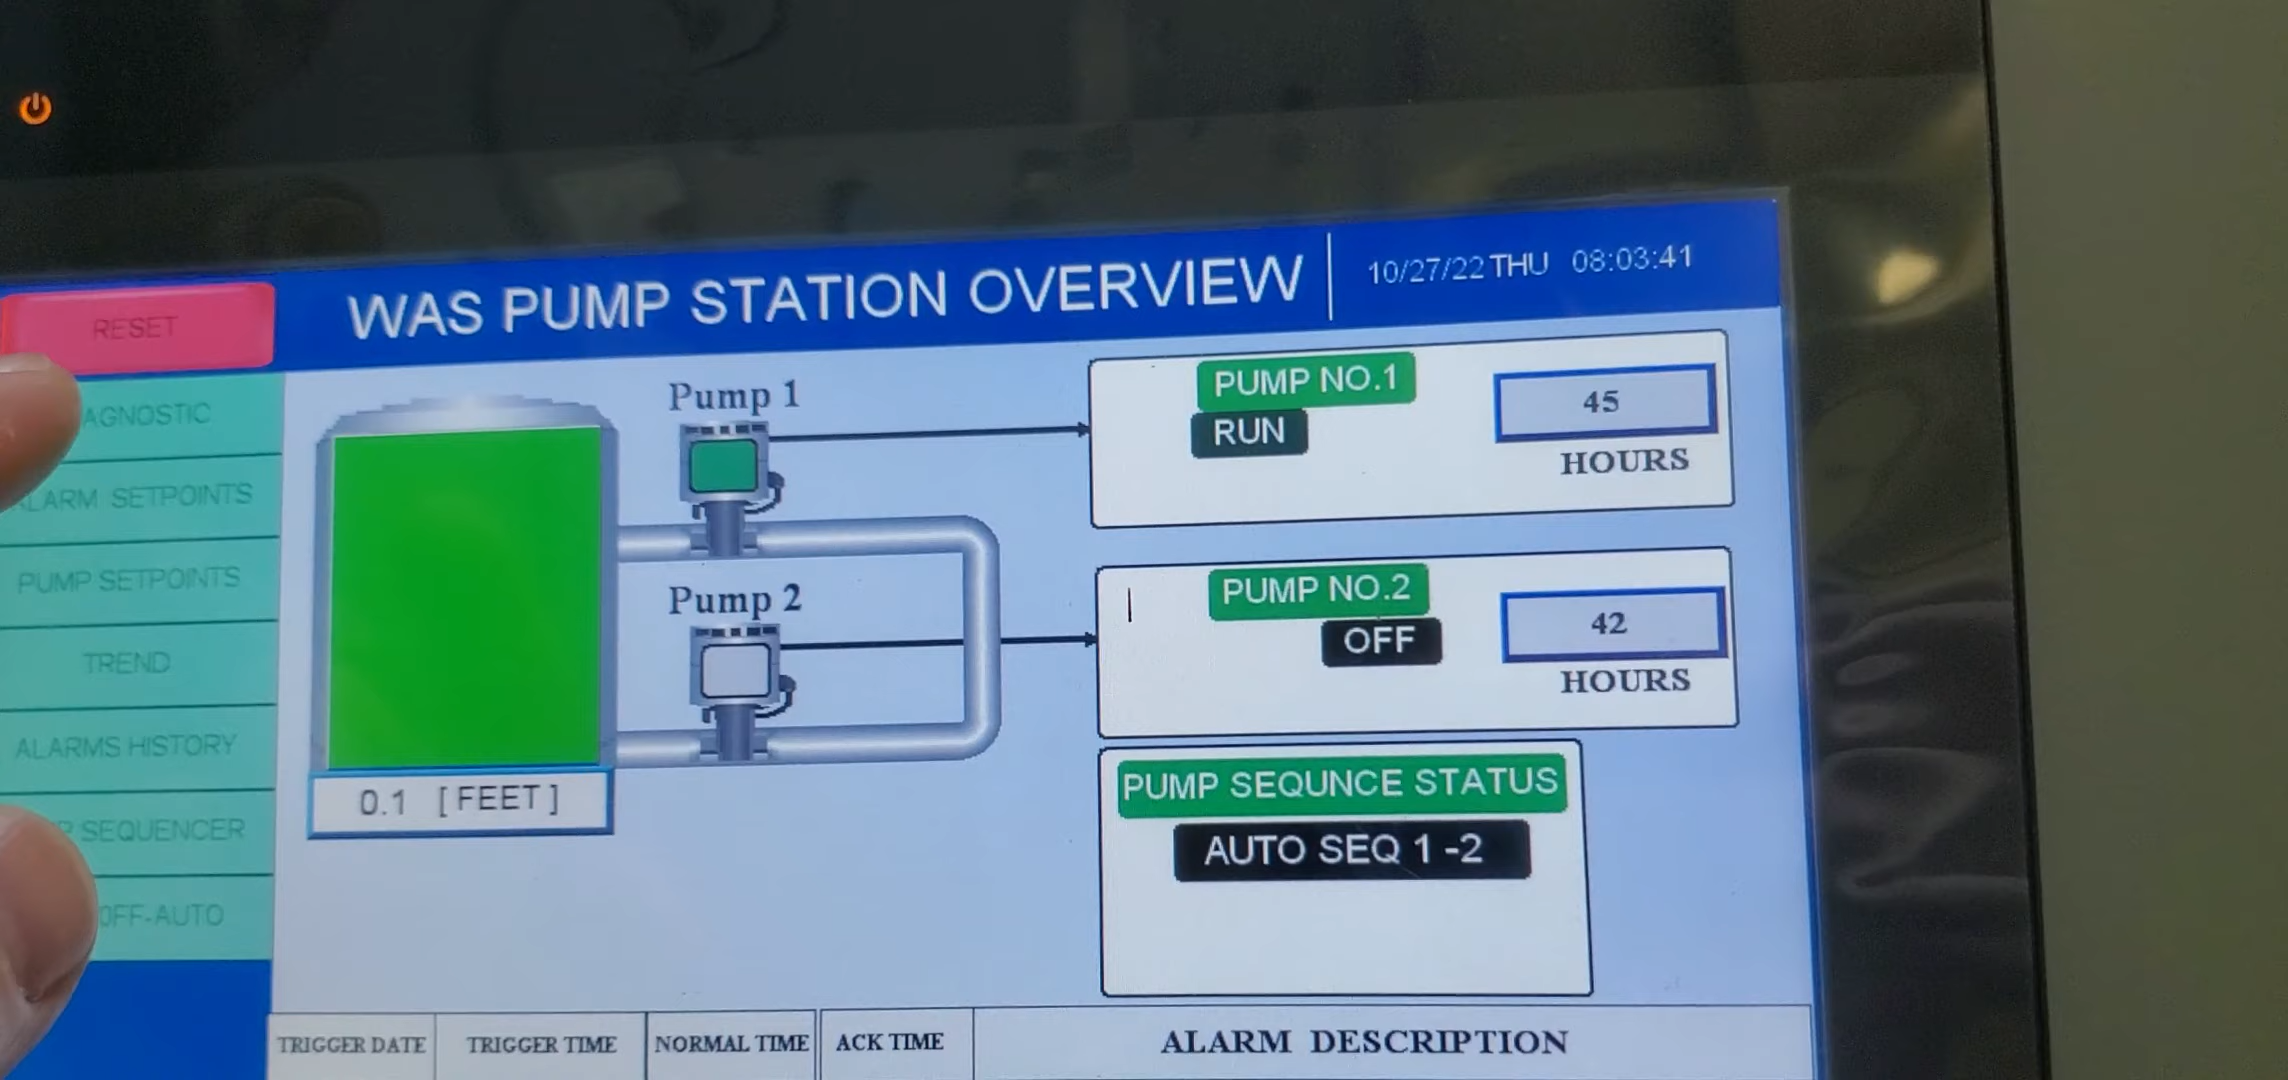 WAS PUMP STATION OVERVIEW
10/27/22 THU 08:03:41
RESET
AGNOSTIC
LARM SETPOINTS
PUMP SETPOINTS
TREND
ALARMS HISTORY
P SEQUENCER
OFF-AUTO
Pump 1
PUMP NO.1
RUN
45
HOURS
Pump 2
PUMP NO.2
OFF
42
HOURS
0.1 [FEET]
PUMP SEQUNCE STATUS
AUTO SEQ 1 -2
TRIGGER DATE TRIGGER TIME NORMAL TIME ACK TIME ALARM DESCRIPTION